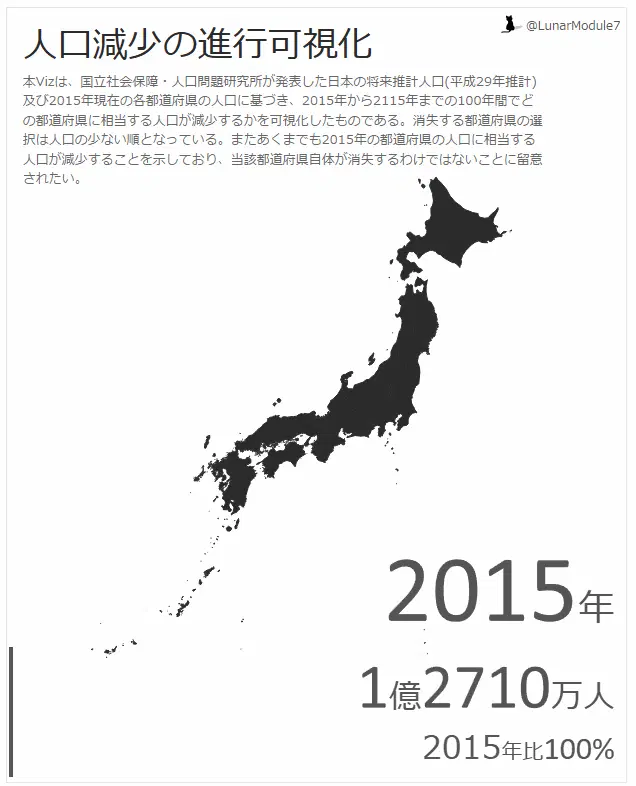 人口減少の進行可視化
@LunarModule7
本Vizは、国立社会保障・人口問題研究所が発表した日本の将来推計人口(平成29年推計)
及び2015年現在の各都道府県の人口に基づき、2015年から2115年までの100年間でど
の都道府県に相当する人口が減少するかを可視化したものである。消失する都道府県の選
択は人口の少ない順となっている。またあくまでも2015年の都道府県の人口に相当する
人口が減少することを示しており、当該都道府県自体が消失するわけではないことに留意
されたい。
2015年
1億2710万人
2015年比100%